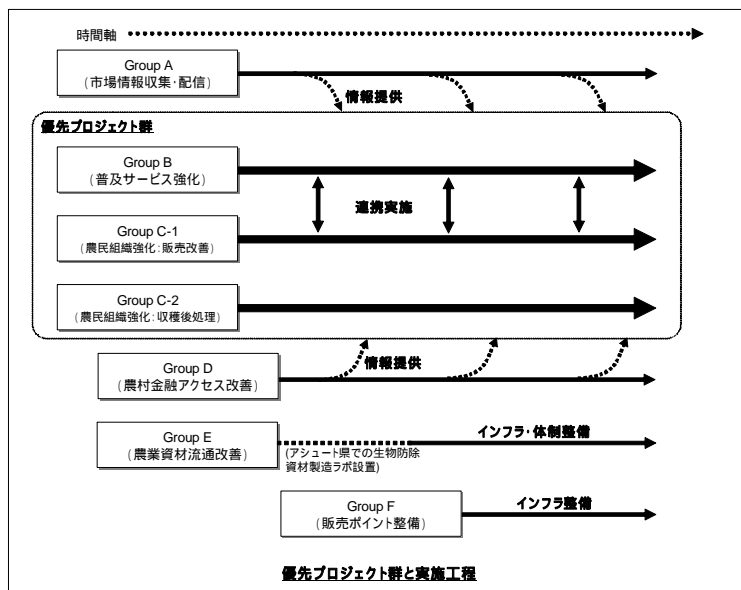 時間軸
Group A
(市場情報収集・配信)
情報提供
優先プロジェクト群
Group B
(普及サービス強化)
連携実施
Group C-1
(農民組織強化:販売改善)
Group C-2
(農民組織強化:収穫後処理)
情報提供
Group D
(農村金融アクセス改善)
Group E
(農業資材流通改善)
(アシュート県での生物防除
資材製造ラボ設置)
インフラ・体制整備
Group F
(販売ポイント整備)
インフラ整備
優先プロジェクト群と実施工程